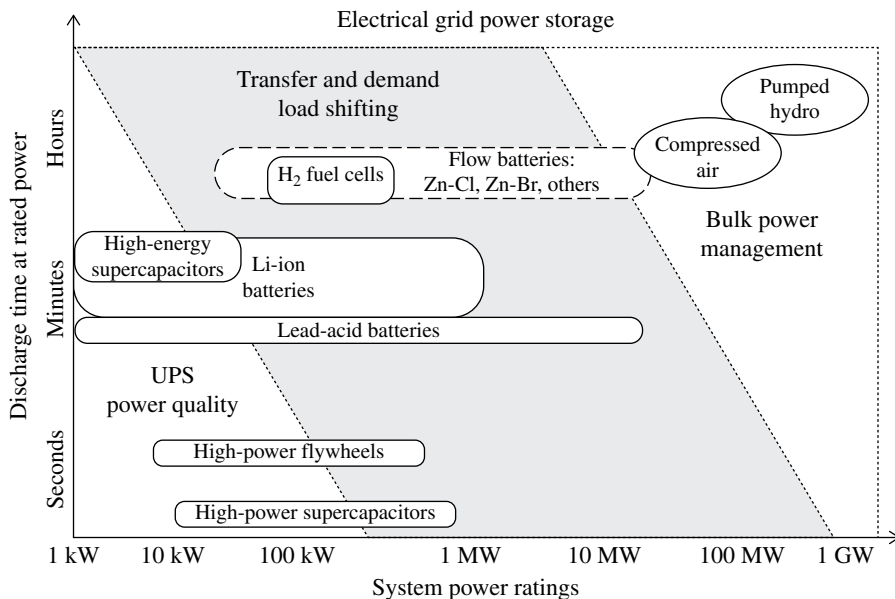 Electrical grid power storage
Transfer and demand
load shifting
Pumped
hydro
Compressed
air
Flow batteries:
Zn-Cl, Zn-Br, others
H₂ fuel cells
Bulk power
management
High-energy
supercapacitors
Li-ion
batteries
Lead-acid batteries
UPS
power quality
High-power flywheels
High-power supercapacitors
Discharge time at rated power
Hours
Minutes
Seconds
1 kW 10 kW 100 kW 1 MW 10 MW 100 MW 1 GW
System power ratings